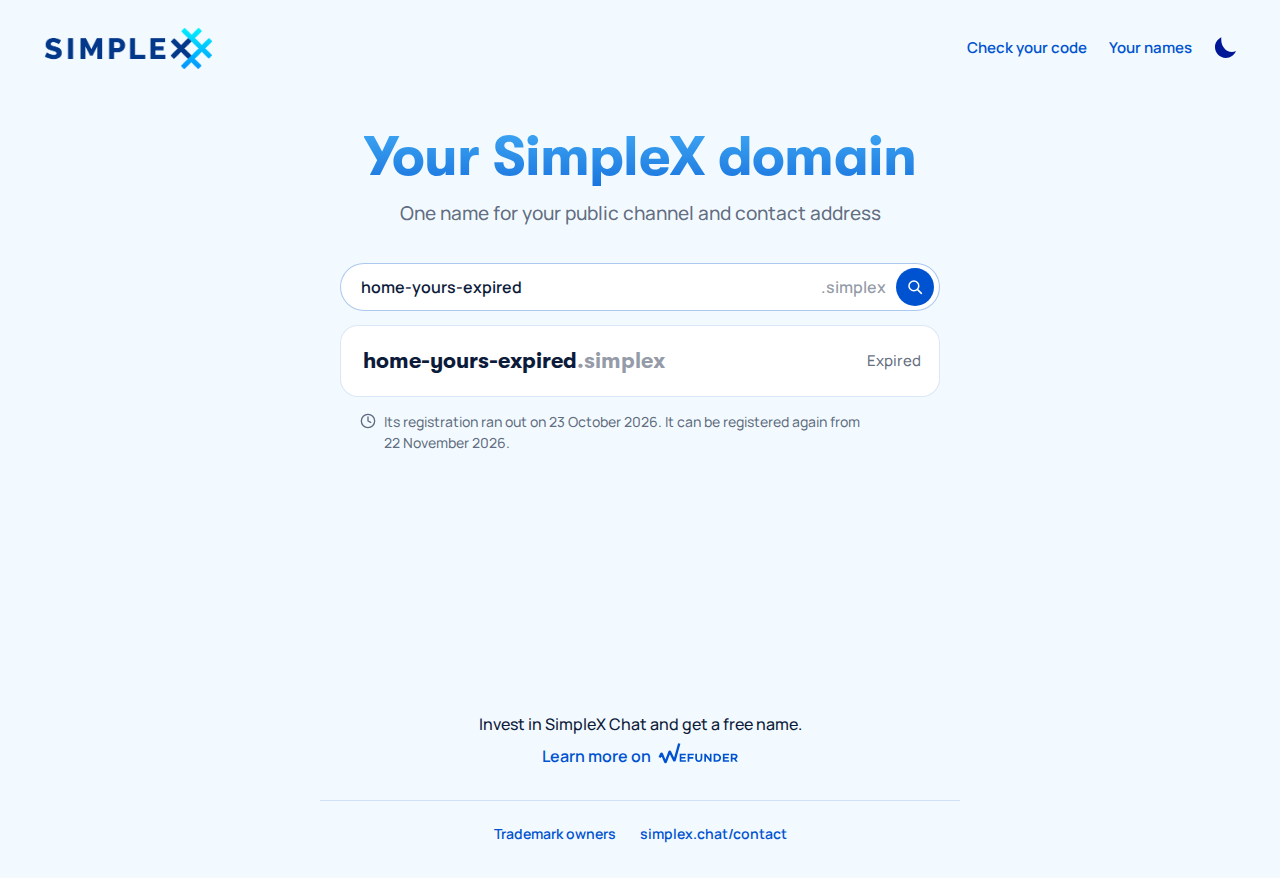 SIMPLEX
Check your code
Your names
Your SimpleX domain
One name for your public channel and contact address
home-yours-expired
.simplex
home-yours-expired.simplex
Expired
Its registration ran out on 23 October 2026. It can be registered again from
22 November 2026.
Invest in SimpleX Chat and get a free name.
Learn more on WEFUNDER
Trademark owners
simplex.chat/contact